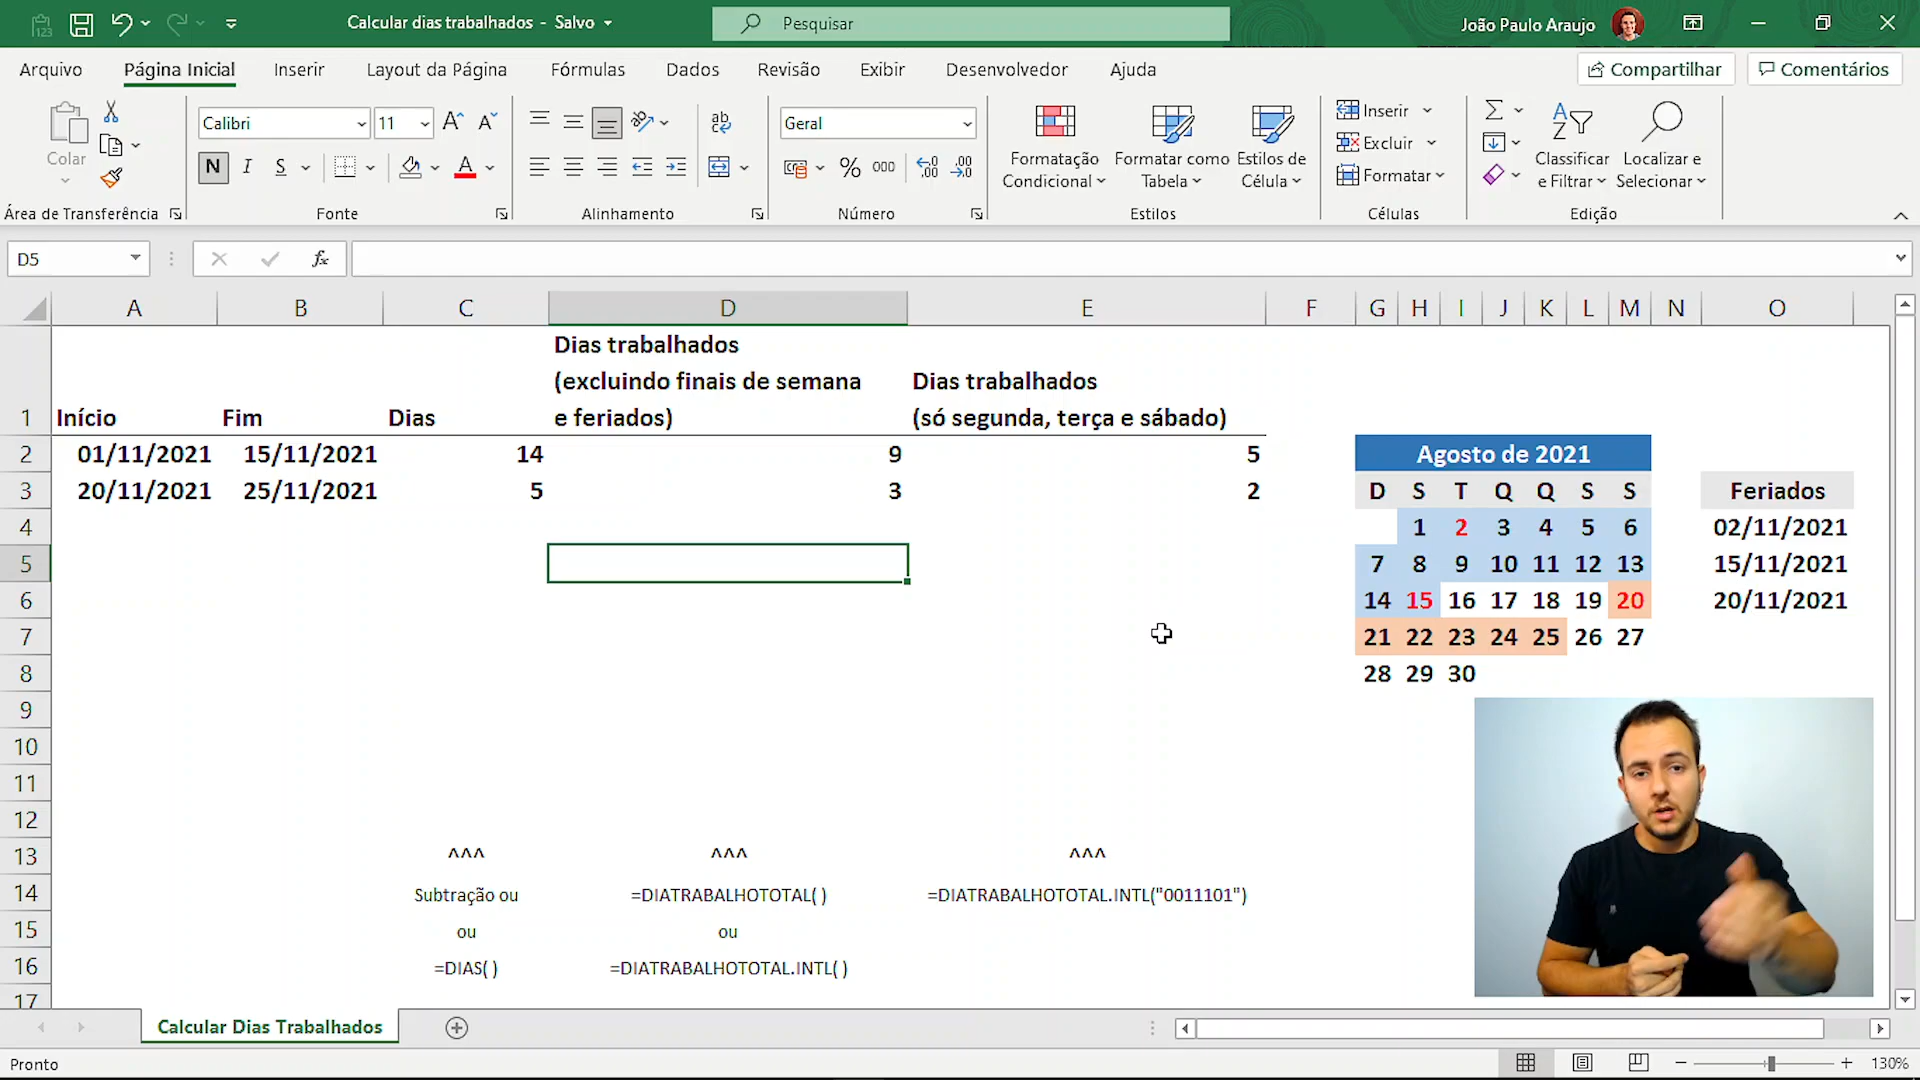 Calcular dias trabalhados - Salvo
Pesquisar
João Paulo Araujo
Arquivo Página Inicial Inserir Layout da Página Fórmulas Dados Revisão Exibir Desenvolvedor Ajuda
Compartilhar Comentários
Colar
Área de Transferência
Calibri 11
N I S
Fonte
Alinhamento
Geral
% 000
Número
Formatação Condicional
Formatar como Tabela
Estilos de Célula
Estilos
Inserir
Excluir
Formatar
Células
Classificar e Filtrar
Localizar e Selecionar
Edição
D5 fx
A B C D E F G H I J K L M N O
Dias trabalhados
(excluindo finais de semana Dias trabalhados
1 Início Fim Dias e feriados) (só segunda, terça e sábado)
2 01/11/2021 15/11/2021 14 9 5 Agosto de 2021
3 20/11/2021 25/11/2021 5 3 2 D S T Q Q S S Feriados
4 1 2 3 4 5 6 02/11/2021
5 7 8 9 10 11 12 13 15/11/2021
6 14 15 16 17 18 19 20 20/11/2021
7 21 22 23 24 25 26 27
8 28 29 30
9
10
11
12
13 ^^^ ^^^ ^^^
14 Subtração ou =DIATRABALHOTOTAL( ) =DIATRABALHOTOTAL.INTL("0011101")
15 ou ou
16 =DIAS( ) =DIATRABALHOTOTAL.INTL( )
17
Calcular Dias Trabalhados
Pronto
130%